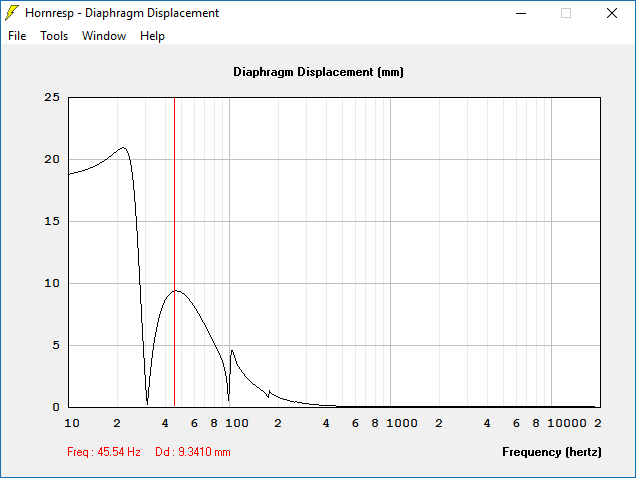 Hornresp - Diaphragm Displacement
File Tools Window Help
Diaphragm Displacement (mm)
25
20
15
10
5
0
10 2 4 6 8 100 2 4 6 8 1000 2 4 6 8 10000 2
Freq : 45.54 Hz Dd : 9.3410 mm Frequency (hertz)